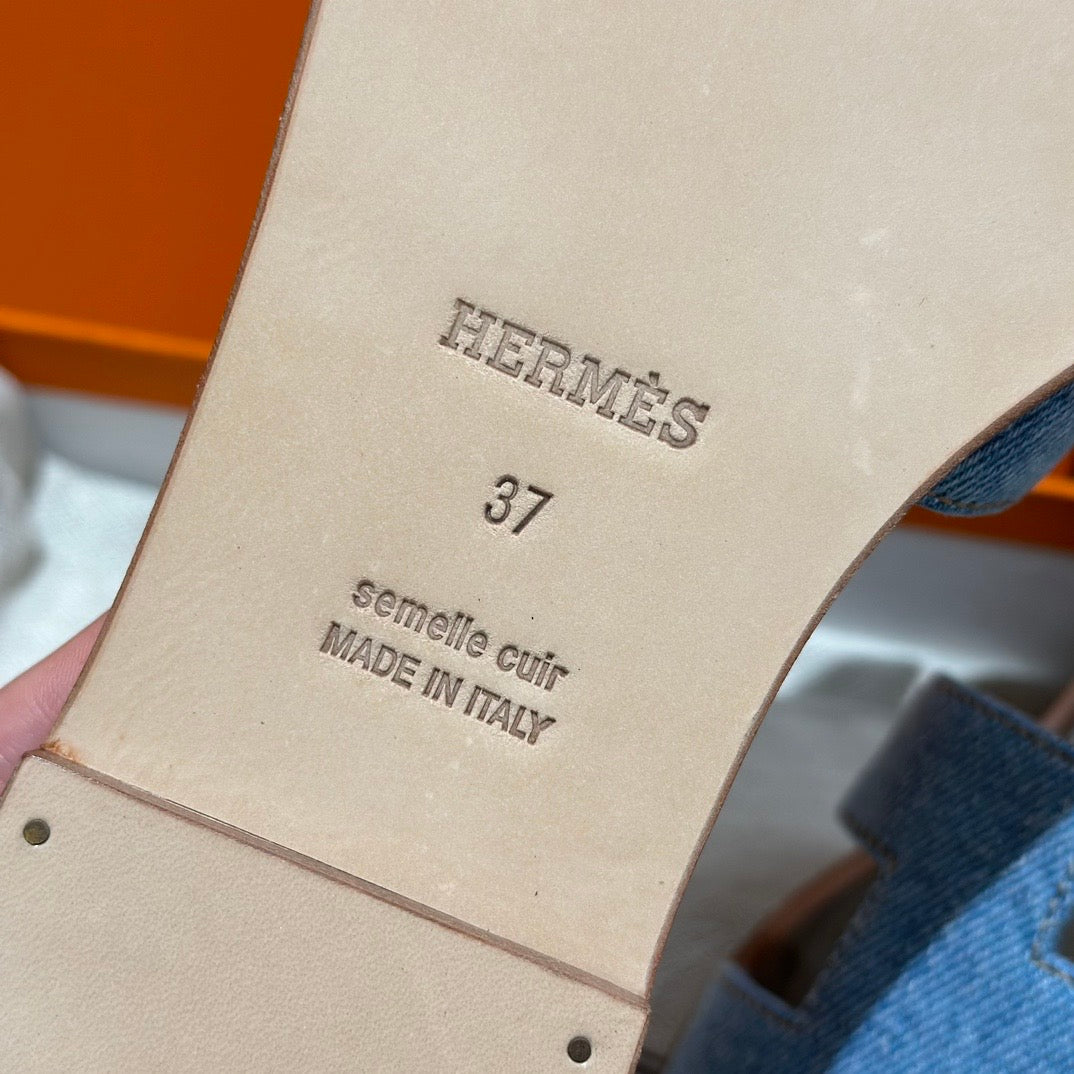 HERMÈS
37
semelle cuir
MADE IN ITALY